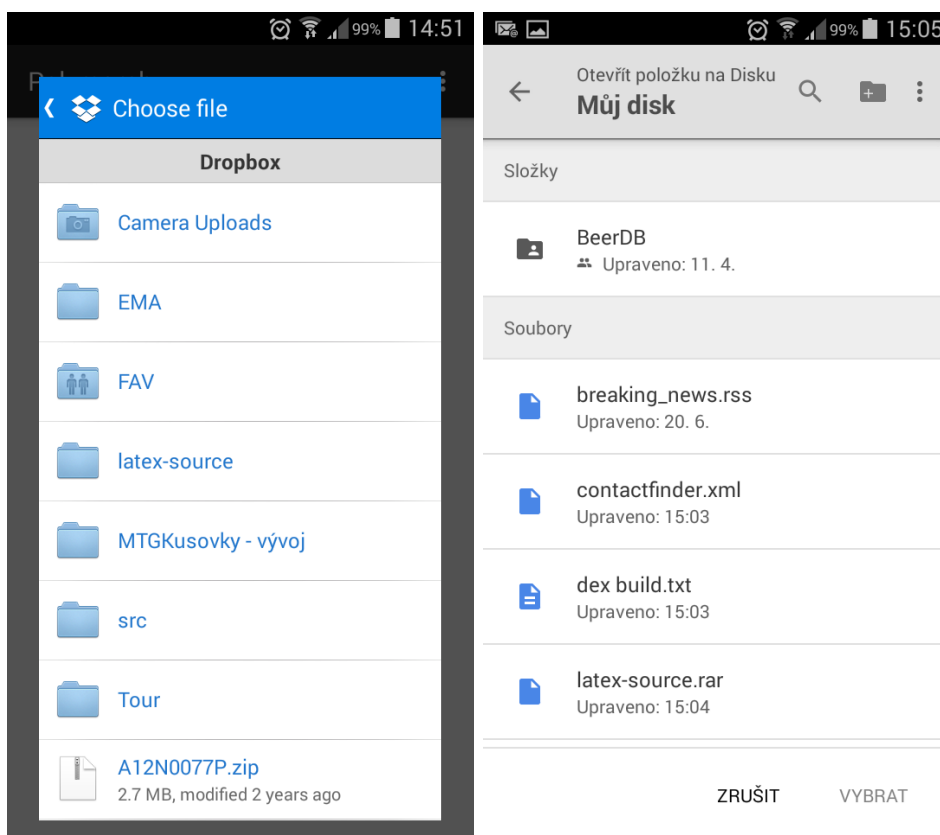 99% 14:51
Choose file
Dropbox
Camera Uploads
EMA
FAV
latex-source
MTGKusovky - vývoj
src
Tour
A12N0077P.zip
2.7 MB, modified 2 years ago
99% 15:05
Otevřít položku na Disku
Můj disk
Složky
BeerDB
Upraveno: 11. 4.
Soubory
breaking_news.rss
Upraveno: 20. 6.
contactfinder.xml
Upraveno: 15:03
dex build.txt
Upraveno: 15:03
latex-source.rar
Upraveno: 15:04
ZRUŠIT VYBRAT